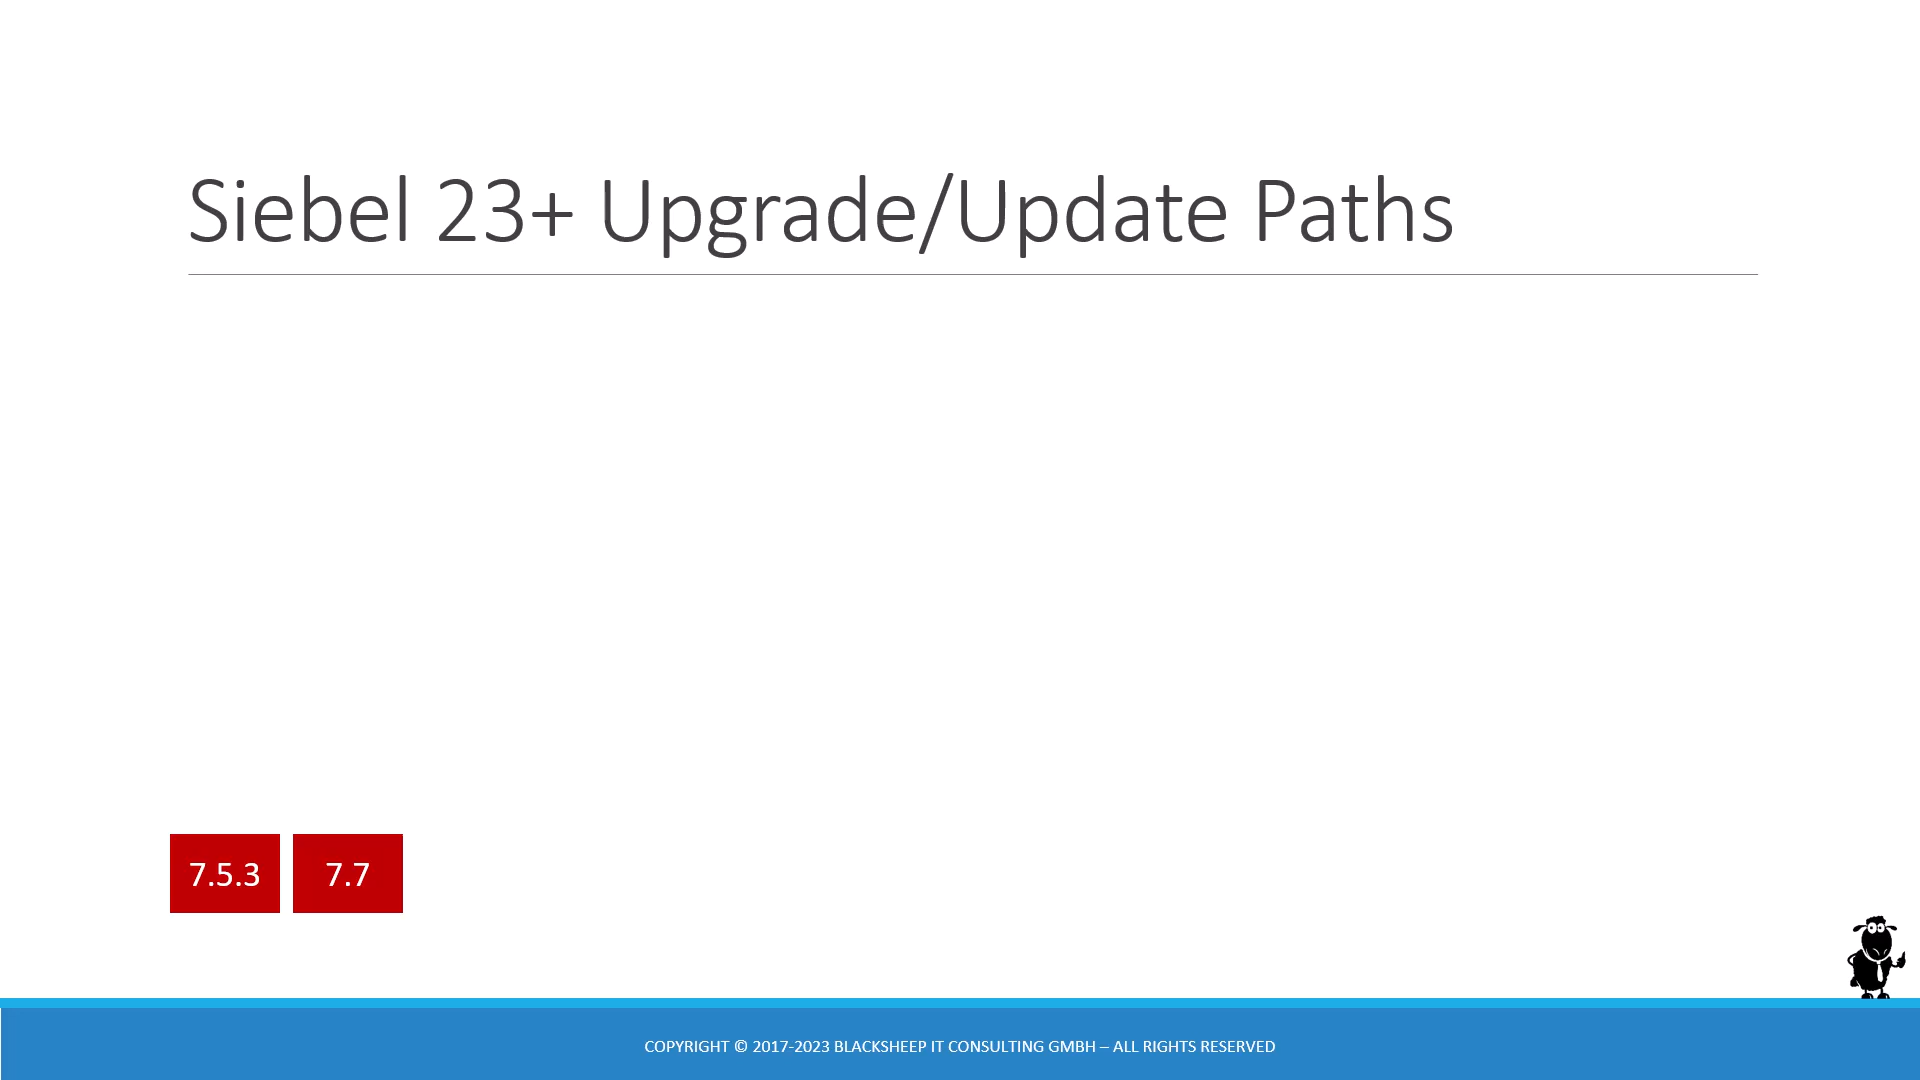 Siebel 23+ Upgrade/Update Paths
7.5.3 7.7
COPYRIGHT © 2017-2023 BLACKSHEEP IT CONSULTING GMBH – ALL RIGHTS RESERVED